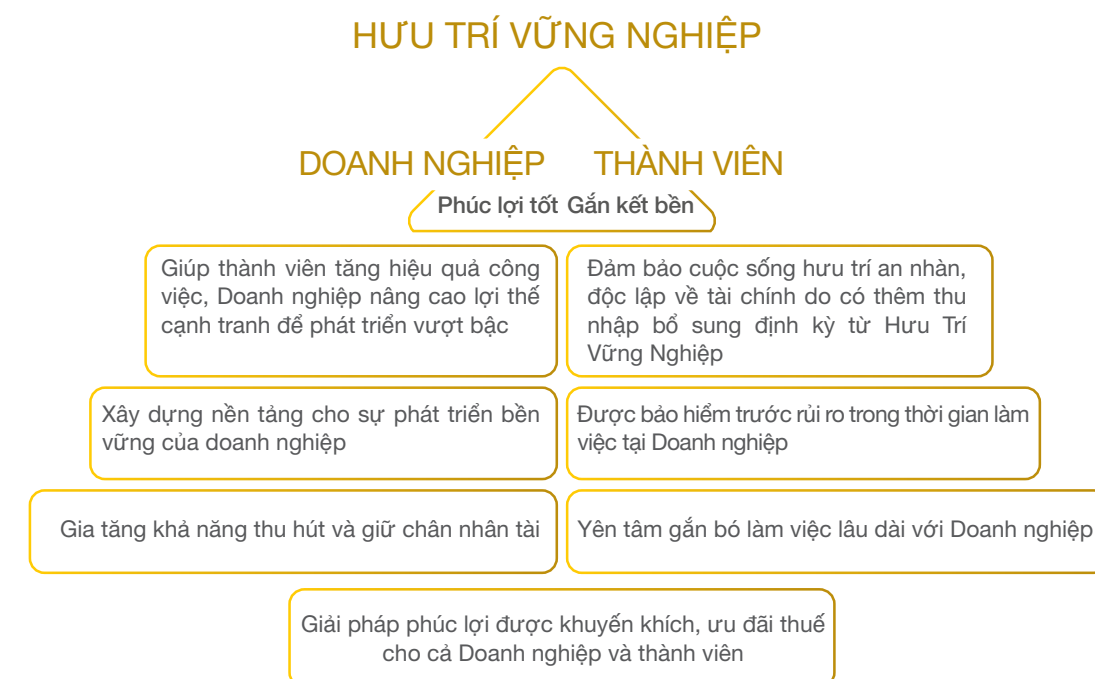 HƯU TRÍ VỮNG NGHIỆP
DOANH NGHIỆP
THÀNH VIÊN
Phúc lợi tốt
Gắn kết bền
Giúp thành viên tăng hiệu quả công
việc, Doanh nghiệp nâng cao lợi thế
cạnh tranh để phát triển vượt bậc
Đảm bảo cuộc sống hưu trí an nhàn,
độc lập về tài chính do có thêm thu
nhập bổ sung định kỳ từ Hưu Trí
Vững Nghiệp
Xây dựng nền tảng cho sự phát triển bền
vững của doanh nghiệp
Được bảo hiểm trước rủi ro trong thời gian làm
việc tại Doanh nghiệp
Gia tăng khả năng thu hút và giữ chân nhân tài
Yên tâm gắn bó làm việc lâu dài với Doanh nghiệp
Giải pháp phúc lợi được khuyến khích, ưu đãi thuế
cho cả Doanh nghiệp và thành viên